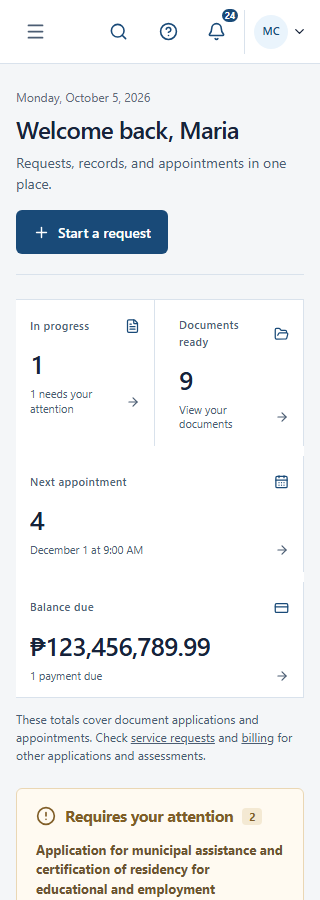 24
MC
Monday, October 5, 2026
Welcome back, Maria
Requests, records, and appointments in one
place.
Start a request
In progress
1
1 needs your
attention
Documents
ready
9
View your
documents
Next appointment
4
December 1 at 9:00 AM
Balance due
₱123,456,789.99
1 payment due
These totals cover document applications and
appointments. Check service requests and billing for
other applications and assessments.
Requires your attention 2
Application for municipal assistance and
certification of residency for
educational and employment